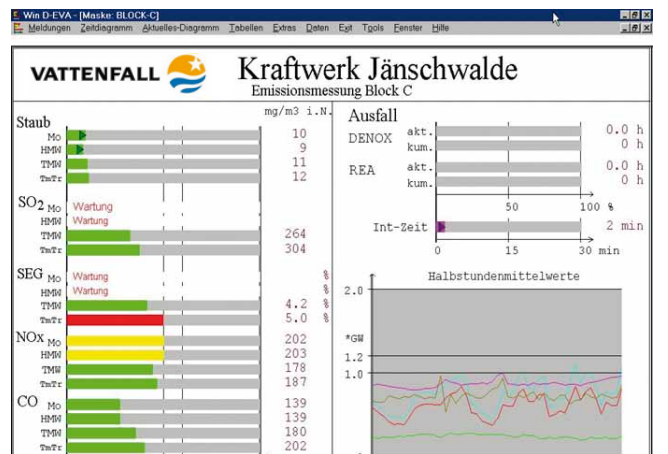 Win D-EVA - [Maske: BLOCK-C]
Meldungen Zeitdiagramm Aktuelles-Diagramm Tabellen Extras Daten Exit Tools Fenster Hilfe
VATTENFALL
Kraftwerk Jänschwalde
Emissionsmessung Block C
mg/m3 i.N.
Staub
Mo 10
HMW 9
TMW 11
TmTr 12
SO2 Mo Wartung
HMW Wartung
TMW 264
TmTr 304
SEG Mo Wartung %
HMW Wartung %
TMW 4.2 %
TmTr 5.0 %
NOx Mo 202
HMW 203
TMW 178
TmTr 187
CO Mo 139
HMW 139
TMW 180
TmTr 202
Ausfall
DENOX akt. 0.0 h
kum. 0 h
REA akt. 0.0 h
kum. 0 h
50 100 %
Int-Zeit 2 min
0 15 30 min
Halbstundenmittelwerte
2.0
*GW
1.2
1.0